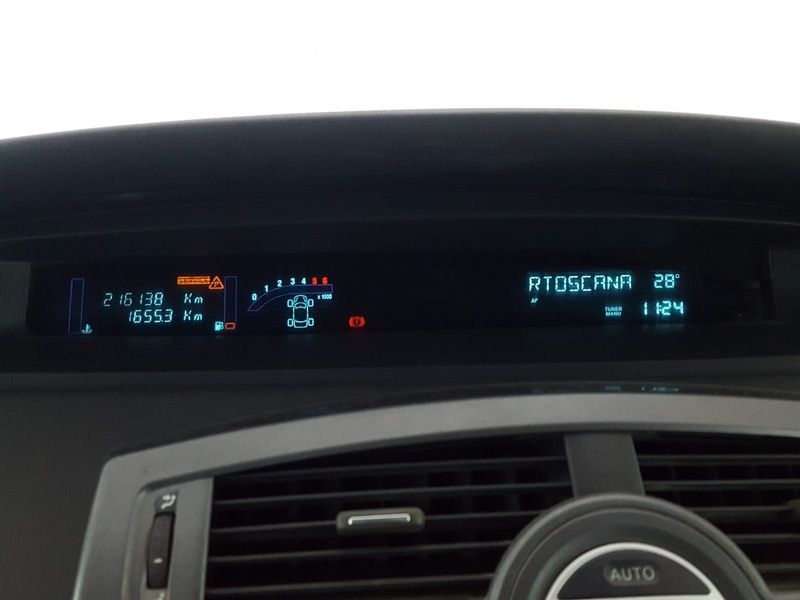 216138 Km
1655.3 Km
0 1 2 3 4 5 6
x 1000
RTOSCANA 28°
AF
TUNER
MANU 11:24
AUTO